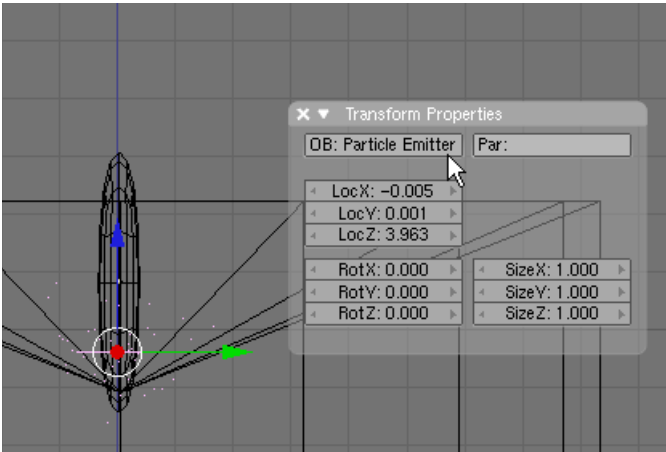 Transform Properties
OB: Particle Emitter Par:
LocX: -0.005
LocY: 0.001
LocZ: 3.963
RotX: 0.000 SizeX: 1.000
RotY: 0.000 SizeY: 1.000
RotZ: 0.000 SizeZ: 1.000